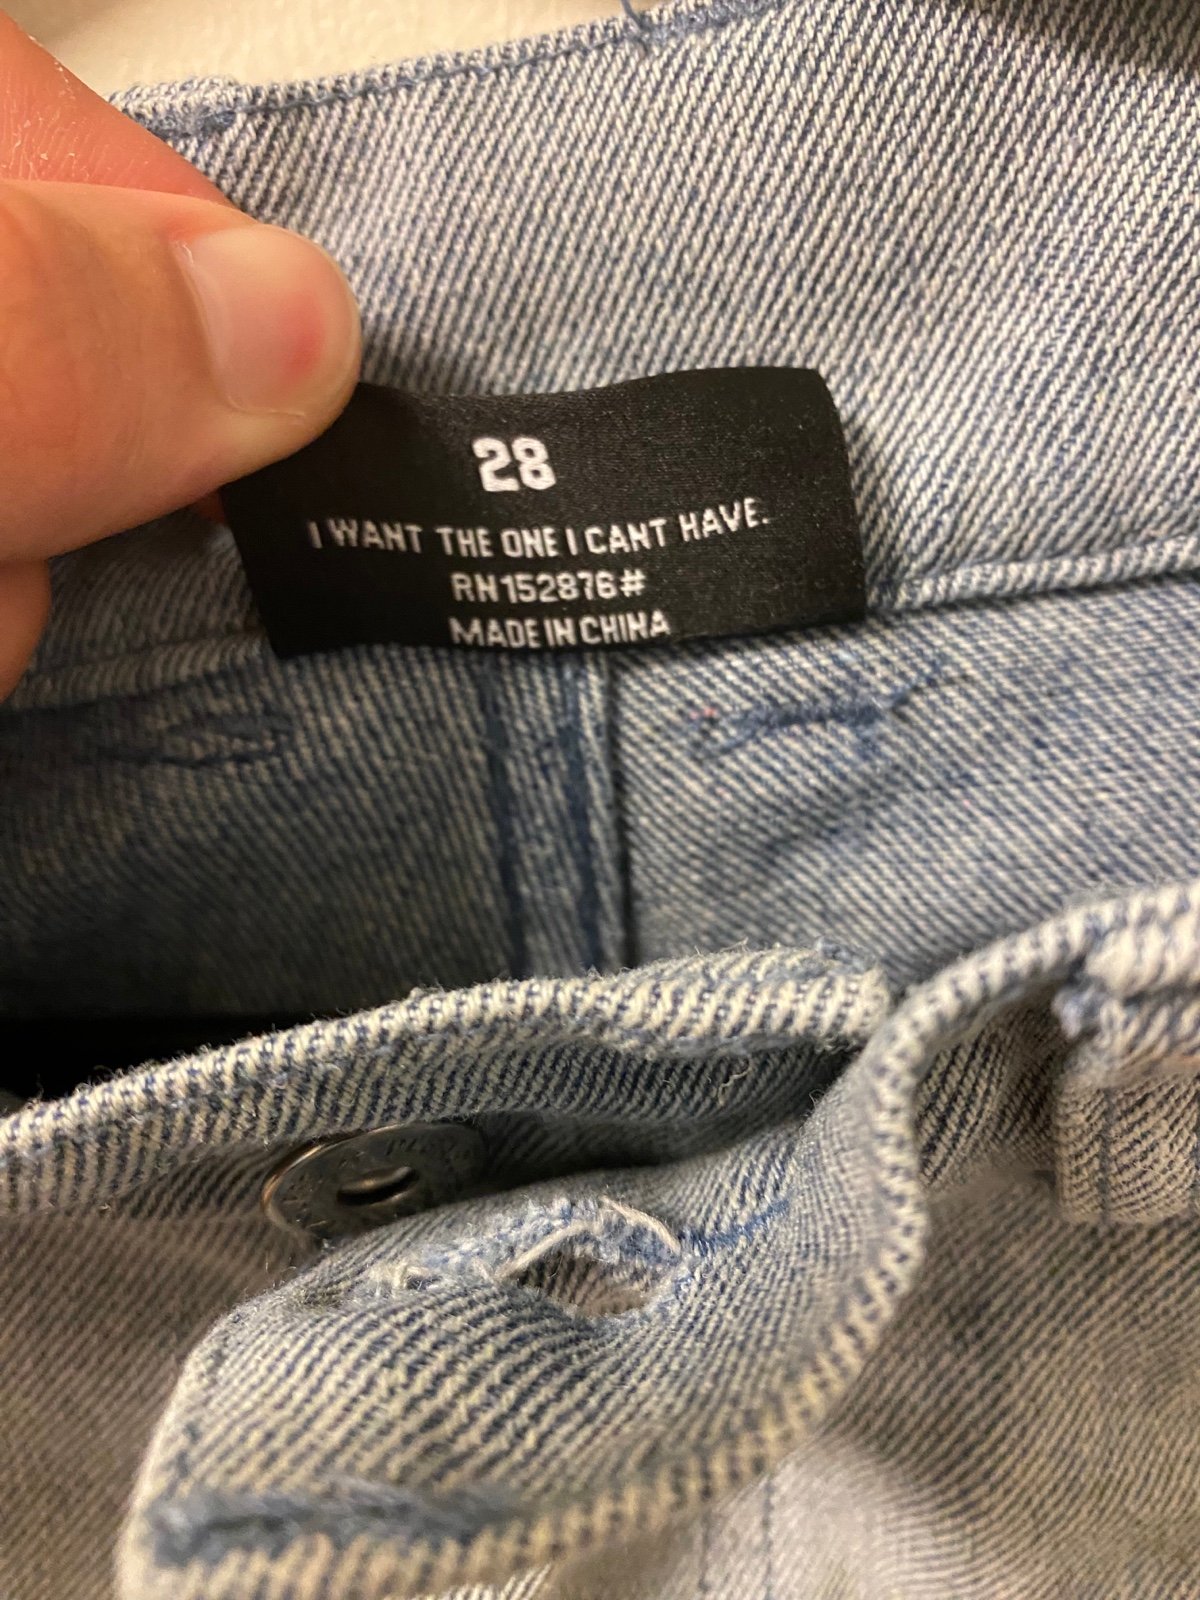 28
I WANT THE ONE I CANT HAVE.
RN152876#
MADE IN CHINA